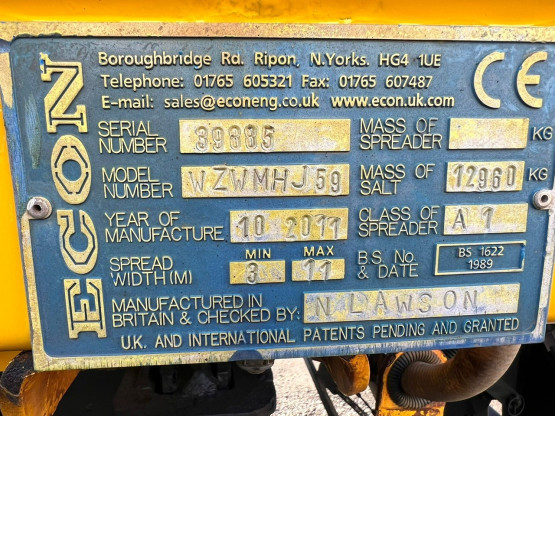 ECON
Boroughbridge Rd. Ripon, N.Yorks. HG4 1UE
Telephone: 01765 605321 Fax: 01765 607487
E-mail: sales@econeng.co.uk www.econ.uk.com
CE
SERIAL NUMBER 39885 MASS OF SPREADER KG
MODEL NUMBER WZWMHJ59 MASS OF SALT 12960 KG
YEAR OF MANUFACTURE 10 2011 CLASS OF SPREADER A 1
MIN MAX
SPREAD WIDTH(M) 3 11 B.S. No. & DATE BS 1622 1989
MANUFACTURED IN BRITAIN & CHECKED BY: N LAWSON
U.K. AND INTERNATIONAL PATENTS PENDING AND GRANTED